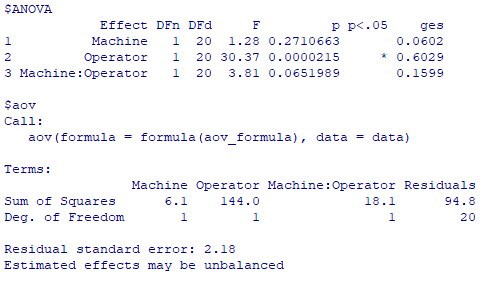 $ANOVA
Effect DFn DFd F p p<.05 ges
1 Machine 1 20 1.28 0.2710663 0.0602
2 Operator 1 20 30.37 0.0000215 * 0.6029
3 Machine:Operator 1 20 3.81 0.0651989 0.1599
$aov
Call:
aov(formula = formula(aov_formula), data = data)
Terms:
Machine Operator Machine:Operator Residuals
Sum of Squares 6.1 144.0 18.1 94.8
Deg. of Freedom 1 1 1 20
Residual standard error: 2.18
Estimated effects may be unbalanced